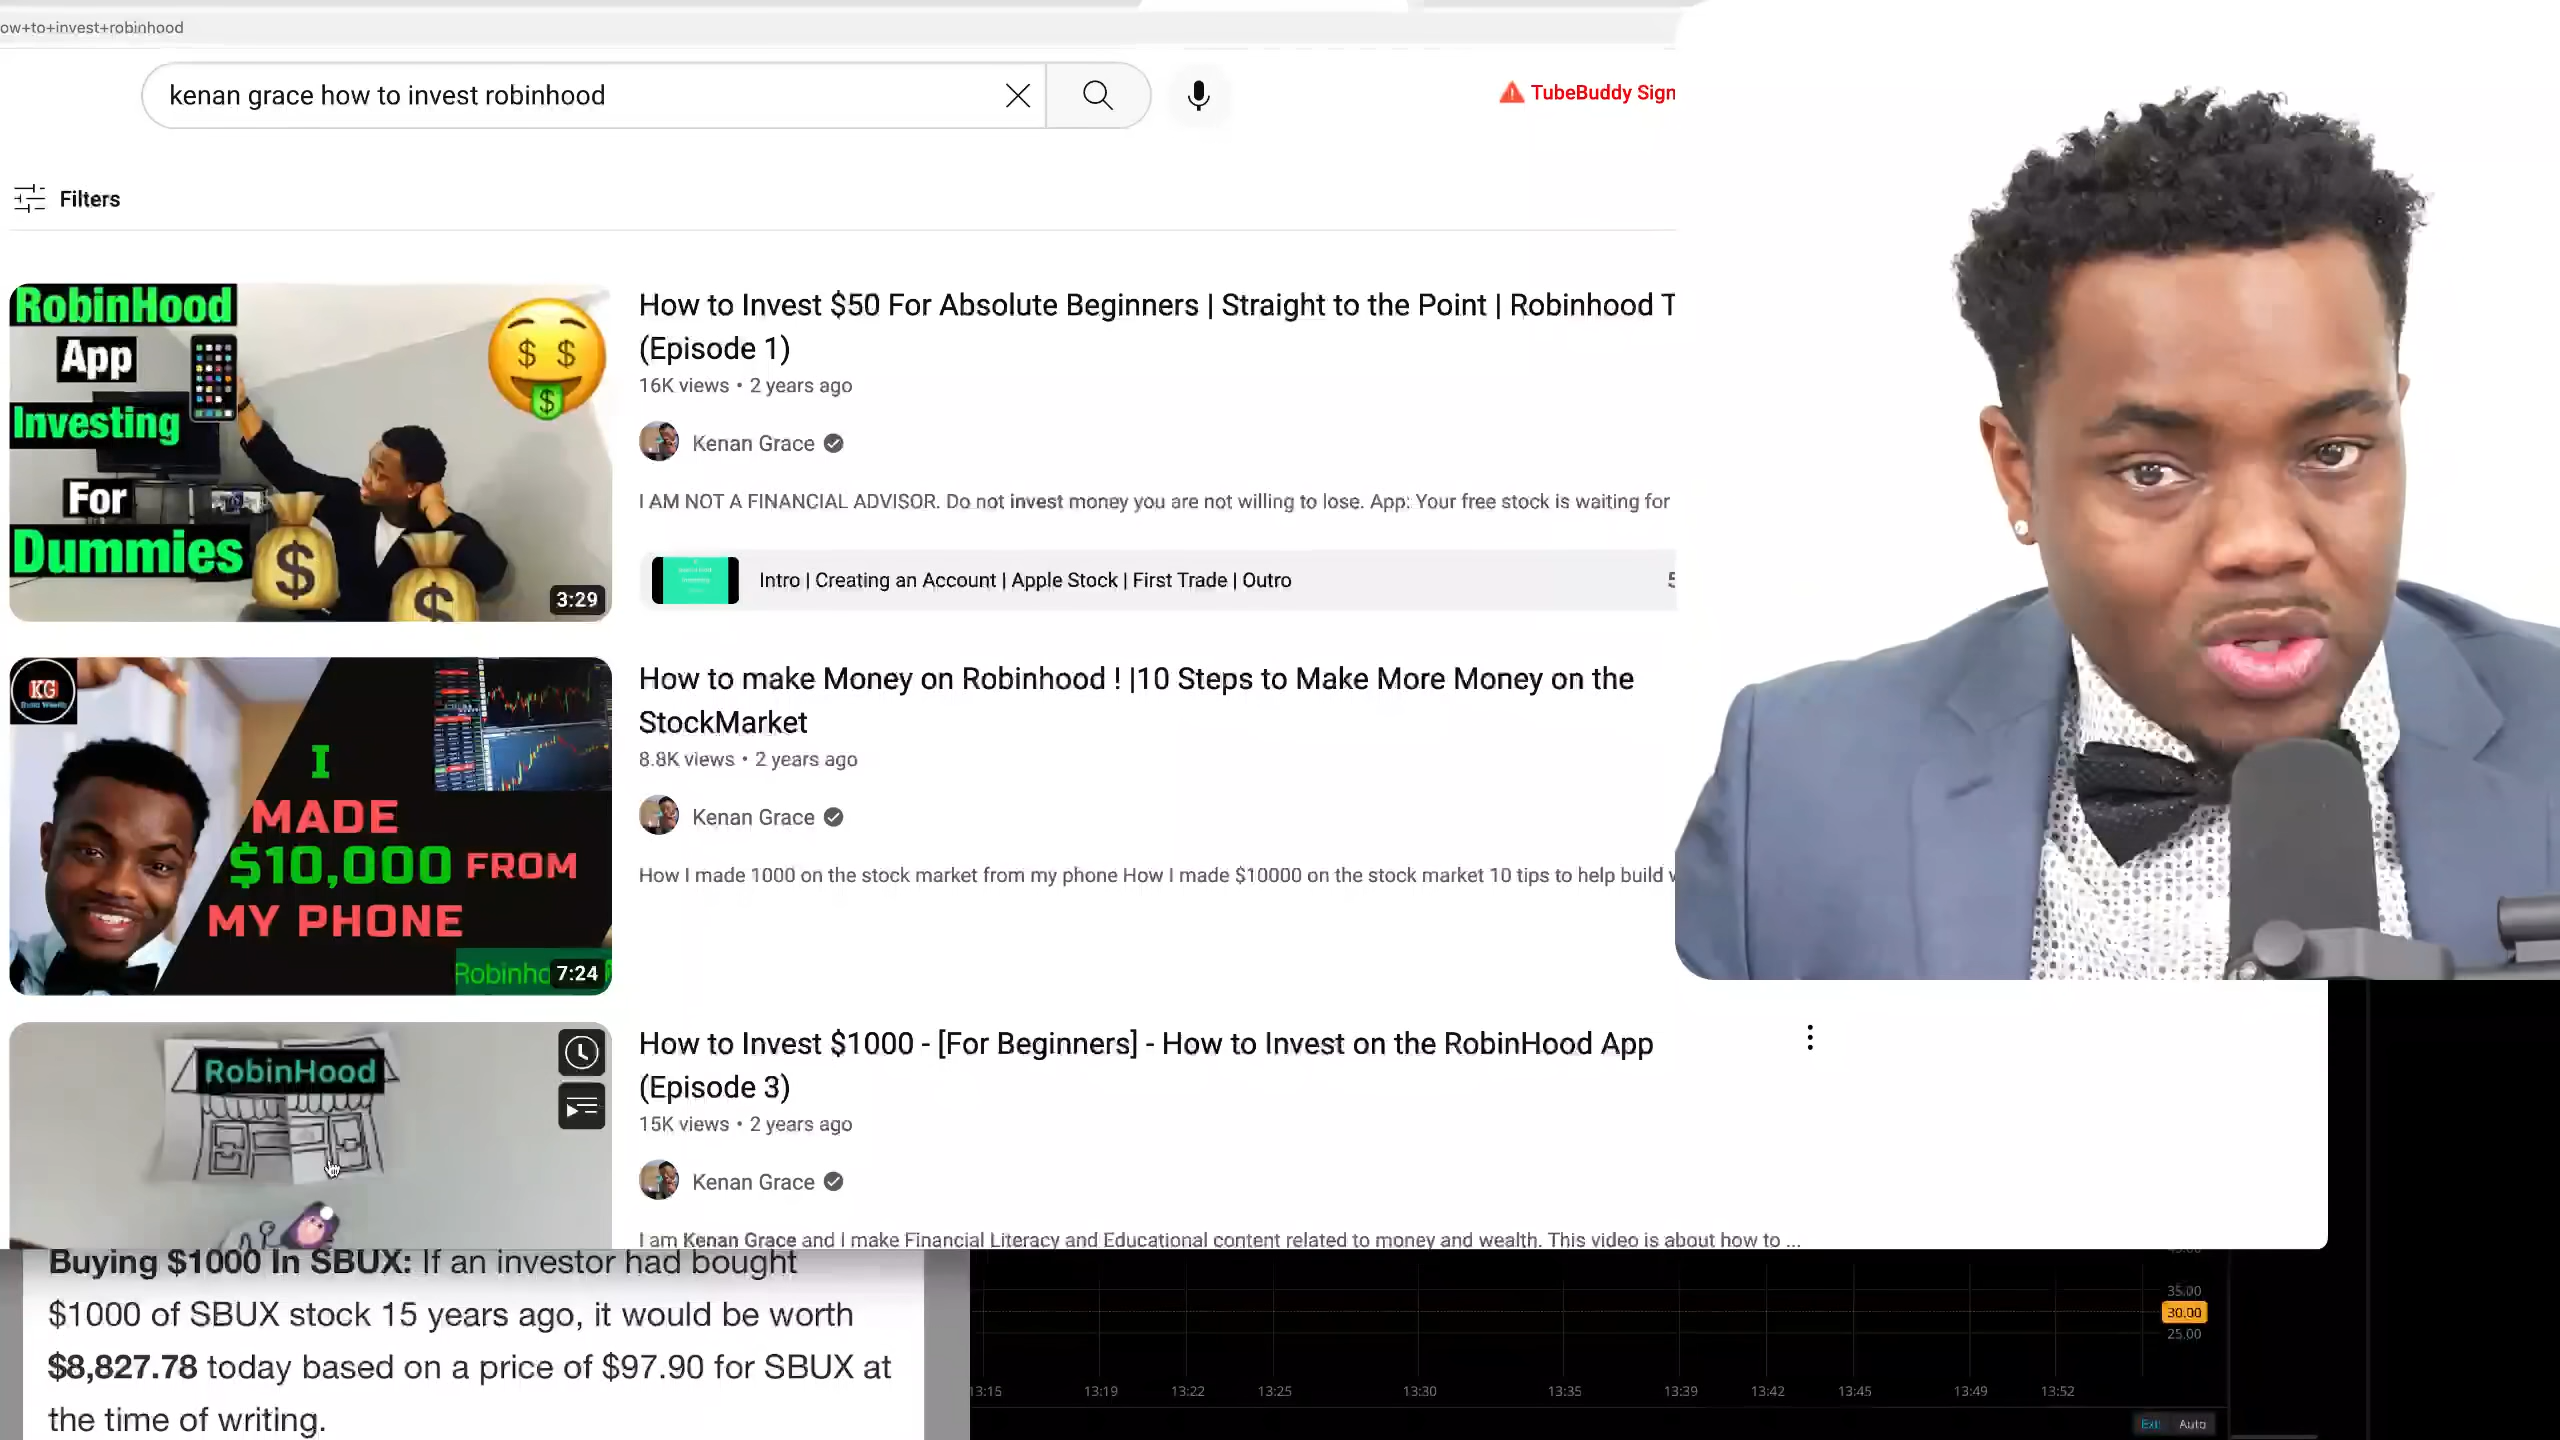 ow+to+invest+robinhood
kenan grace how to invest robinhood
TubeBuddy Sign
Filters
RobinHood
App
Investing
For
Dummies
3:29
How to Invest $50 For Absolute Beginners | Straight to the Point | Robinhood T
(Episode 1)
16K views • 2 years ago
Kenan Grace
I AM NOT A FINANCIAL ADVISOR. Do not invest money you are not willing to lose. App: Your free stock is waiting for
Intro | Creating an Account | Apple Stock | First Trade | Outro
5
KG
I
MADE
$10,000 FROM
MY PHONE
Robinho
7:24
How to make Money on Robinhood ! |10 Steps to Make More Money on the
StockMarket
8.8K views • 2 years ago
Kenan Grace
How I made 1000 on the stock market from my phone How I made $10000 on the stock market 10 tips to help build w
RobinHood
How to Invest $1000 - [For Beginners] - How to Invest on the RobinHood App
(Episode 3)
15K views • 2 years ago
Kenan Grace
I am Kenan Grace and I make Financial Literacy and Educational content related to money and wealth. This video is about how to ...
Buying $1000 In SBUX: If an investor had bought
$1000 of SBUX stock 15 years ago, it would be worth
$8,827.78 today based on a price of $97.90 for SBUX at
the time of writing.
35.00
30.00
25.00
13:15 13:19 13:22 13:25 13:30 13:35 13:39 13:42 13:45 13:49 13:52
Ext Auto